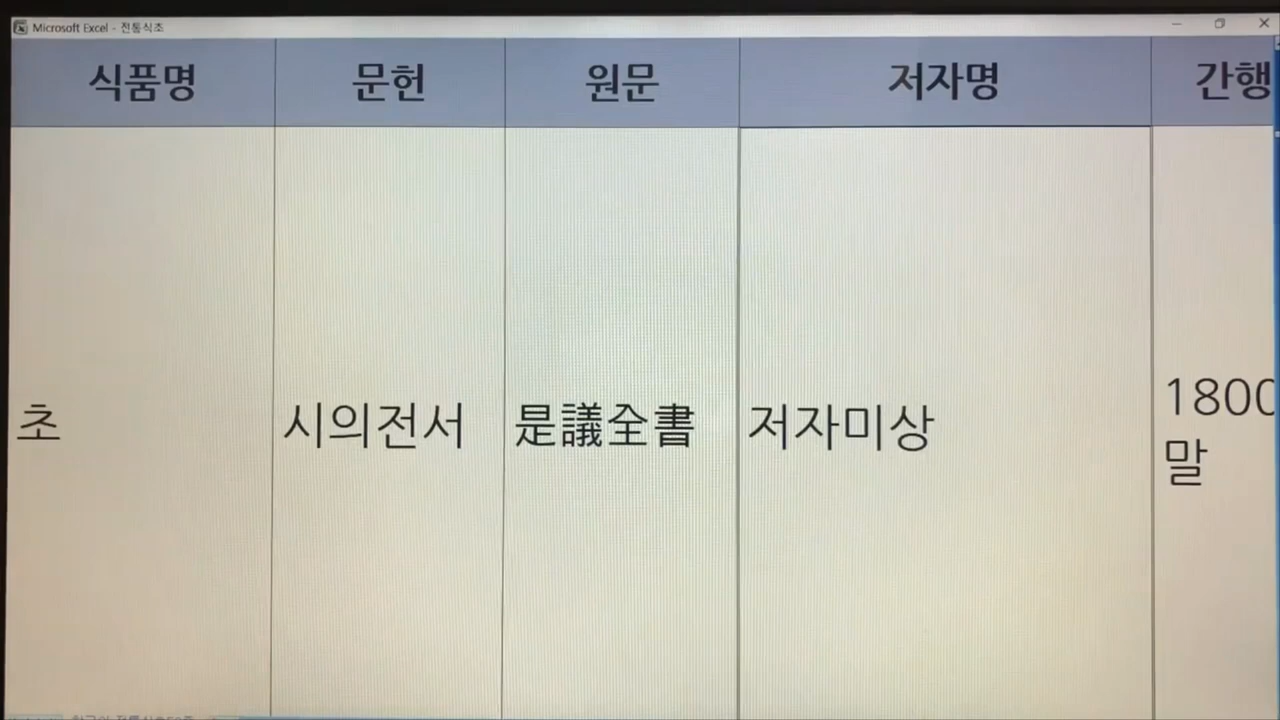 Microsoft Excel - 전통식초
식품명 문헌 원문 저자명 간행
초 시의전서 是議全書 저자미상 1800
말